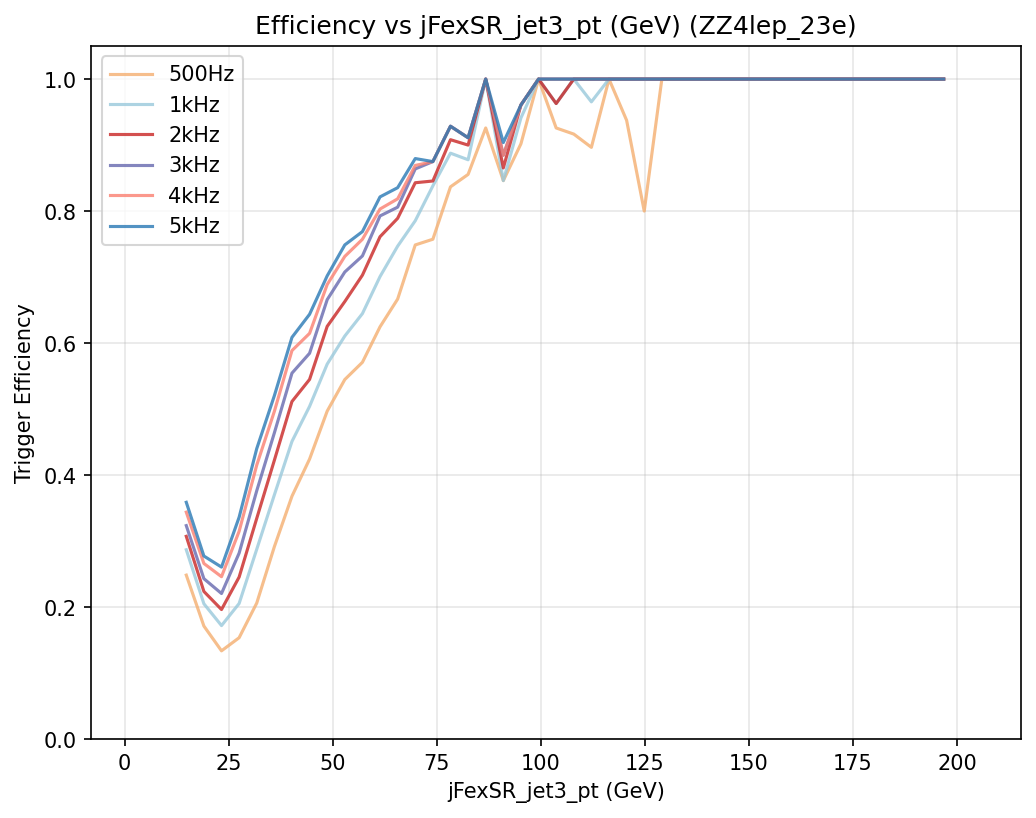 Efficiency vs jFexSR_jet3_pt (GeV) (ZZ4lep_23e)
500Hz
1kHz
2kHz
3kHz
4kHz
5kHz
Trigger Efficiency
1.0
0.8
0.6
0.4
0.2
0.0
0 25 50 75 100 125 150 175 200
jFexSR_jet3_pt (GeV)